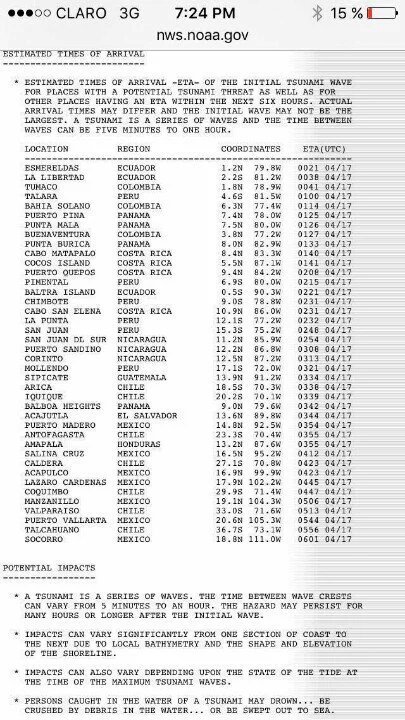 CLARO 3G 7:24 PM 15 %
nws.noaa.gov
ESTIMATED TIMES OF ARRIVAL
--------------------------
* ESTIMATED TIMES OF ARRIVAL -ETA- OF THE INITIAL TSUNAMI WAVE
FOR PLACES WITH A POTENTIAL TSUNAMI THREAT AS WELL AS FOR
OTHER PLACES HAVING AN ETA WITHIN THE NEXT SIX HOURS. ACTUAL
ARRIVAL TIMES MAY DIFFER AND THE INITIAL WAVE MAY NOT BE THE
LARGEST. A TSUNAMI IS A SERIES OF WAVES AND THE TIME BETWEEN
WAVES CAN BE FIVE MINUTES TO ONE HOUR.
LOCATION REGION COORDINATES ETA(UTC)
------------------------------------------------------------
ESMERELDAS ECUADOR 1.2N 79.8W 0021 04/17
LA LIBERTAD ECUADOR 2.2S 81.2W 0038 04/17
TUMACO COLOMBIA 1.8N 78.9W 0041 04/17
TALARA PERU 4.6S 81.5W 0100 04/17
BAHIA SOLANO COLOMBIA 6.3N 77.4W 0114 04/17
PUERTO PINA PANAMA 7.4N 78.0W 0125 04/17
PUNTA MALA PANAMA 7.5N 80.0W 0126 04/17
BUENAVENTURA COLOMBIA 3.8N 77.2W 0127 04/17
PUNTA BURICA PANAMA 8.0N 82.9W 0133 04/17
CABO MATAPALO COSTA RICA 8.4N 83.3W 0140 04/17
COCOS ISLAND COSTA RICA 5.5N 87.1W 0141 04/17
PUERTO QUEPOS COSTA RICA 9.4N 84.2W 0208 04/17
PIMENTAL PERU 6.9S 80.0W 0215 04/17
BALTRA ISLAND ECUADOR 0.5S 90.3W 0221 04/17
CHIMBOTE PERU 9.0S 78.8W 0231 04/17
CABO SAN ELENA COSTA RICA 10.9N 86.0W 0231 04/17
LA PUNTA PERU 12.1S 77.2W 0232 04/17
SAN JUAN PERU 15.3S 75.2W 0248 04/17
SAN JUAN DL SUR NICARAGUA 11.2N 85.9W 0254 04/17
PUERTO SANDINO NICARAGUA 12.2N 86.8W 0308 04/17
CORINTO NICARAGUA 12.5N 87.2W 0313 04/17
MOLLENDO PERU 17.1S 72.0W 0321 04/17
SIPICATE GUATEMALA 13.9N 91.2W 0334 04/17
ARICA CHILE 18.5S 70.3W 0338 04/17
IQUIQUE CHILE 20.2S 70.1W 0339 04/17
BALBOA HEIGHTS PANAMA 9.0N 79.6W 0342 04/17
ACAJUTLA EL SALVADOR 13.6N 89.8W 0344 04/17
PUERTO MADERO MEXICO 14.8N 92.5W 0354 04/17
ANTOFAGASTA CHILE 23.3S 70.4W 0355 04/17
AMAPALA HONDURAS 13.2N 87.6W 0355 04/17
SALINA CRUZ MEXICO 16.5N 95.2W 0412 04/17
CALDERA CHILE 27.1S 70.8W 0423 04/17
ACAPULCO MEXICO 16.9N 99.9W 0423 04/17
LAZARO CARDENAS MEXICO 17.9N 102.2W 0445 04/17
COQUIMBO CHILE 29.9S 71.4W 0447 04/17
MANZANILLO MEXICO 19.1N 104.3W 0506 04/17
VALPARAISO CHILE 33.0S 71.6W 0513 04/17
PUERTO VALLARTA MEXICO 20.6N 105.3W 0544 04/17
TALCAHUANO CHILE 36.7S 73.1W 0556 04/17
SOCORRO MEXICO 18.8N 111.0W 0601 04/17
POTENTIAL IMPACTS
-----------------
* A TSUNAMI IS A SERIES OF WAVES. THE TIME BETWEEN WAVE CRESTS
CAN VARY FROM 5 MINUTES TO AN HOUR. THE HAZARD MAY PERSIST FOR
MANY HOURS OR LONGER AFTER THE INITIAL WAVE.
* IMPACTS CAN VARY SIGNIFICANTLY FROM ONE SECTION OF COAST TO
THE NEXT DUE TO LOCAL BATHYMETRY AND THE SHAPE AND ELEVATION
OF THE SHORELINE.
* IMPACTS CAN ALSO VARY DEPENDING UPON THE STATE OF THE TIDE AT
THE TIME OF THE MAXIMUM TSUNAMI WAVES.
* PERSONS CAUGHT IN THE WATER OF A TSUNAMI MAY DROWN... BE
CRUSHED BY DEBRIS IN THE WATER... OR BE SWEPT OUT TO SEA.